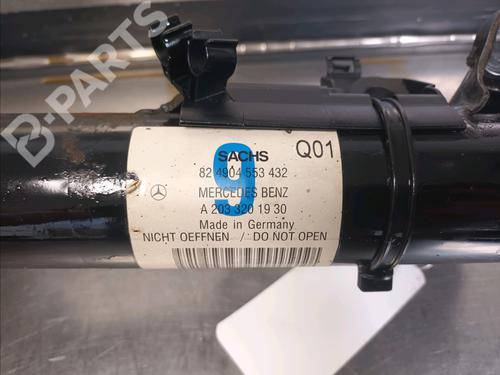 B-PARTS
SACHS
Q01
82 4904 553 432
9
MERCEDES BENZ
A 203 320 19 30
Made in Germany
NICHT OEFFNEN / DO NOT OPEN